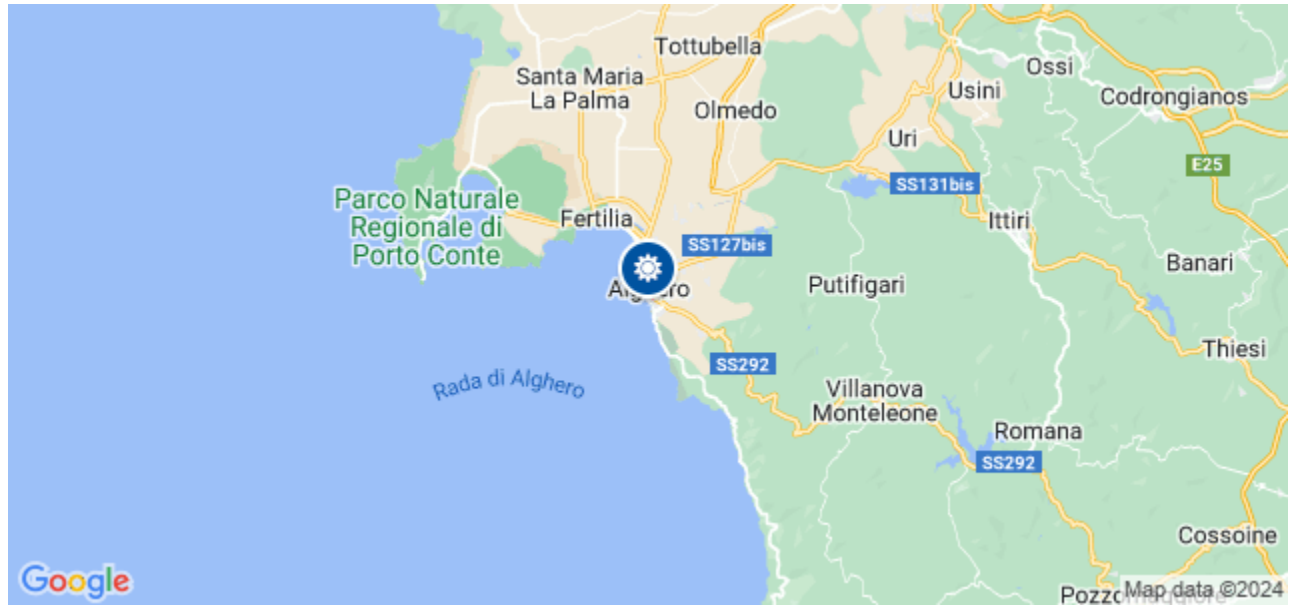 Tottubella
Ossi
Santa Maria
La Palma
Usini
Codrongianos
Olmedo
Uri
E25
SS131bis
Parco Naturale
Regionale di
Porto Conte
Fertilia
Ittiri
SS127bis
Banari
Alghero
Putifigari
Thiesi
SS292
Rada di Alghero
Villanova
Monteleone
Romana
SS292
Cossoine
Google
Map data ©2024